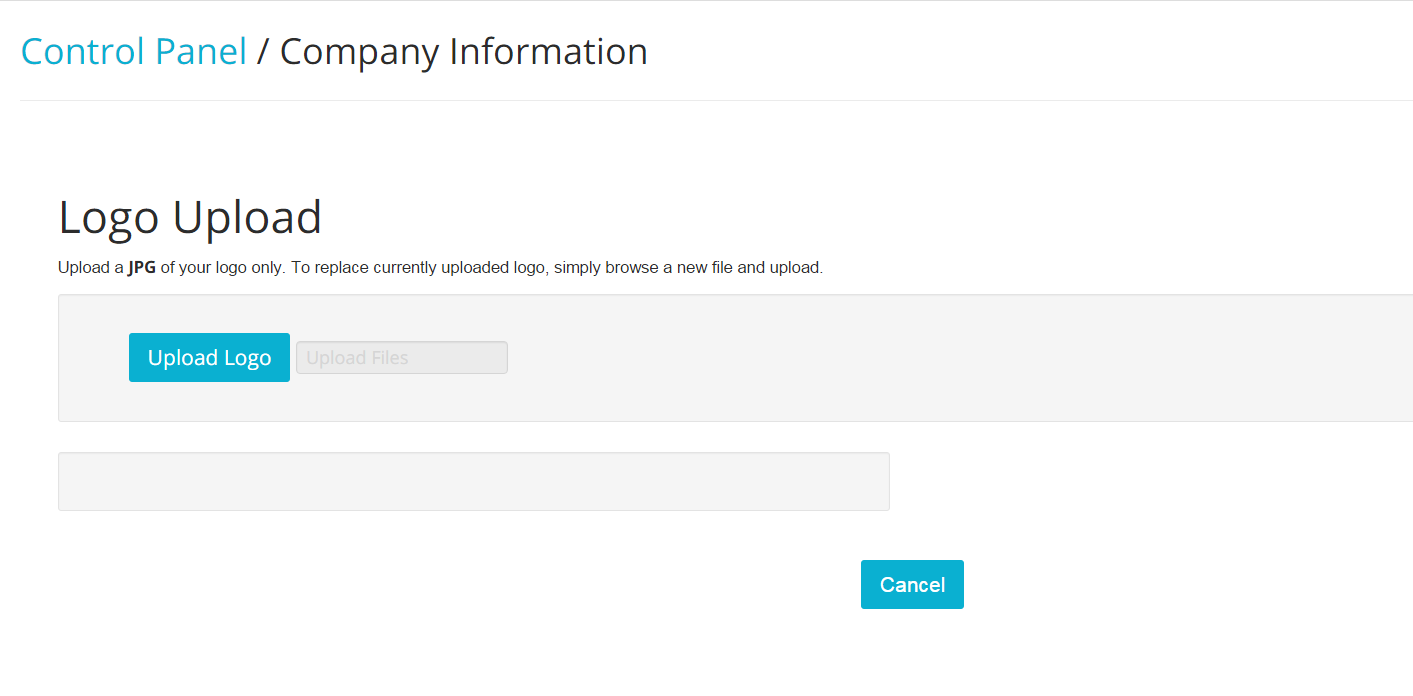 Control Panel / Company Information
Logo Upload
Upload a JPG of your logo only. To replace currently uploaded logo, simply browse a new file and upload.
Upload Logo Upload Files
Cancel